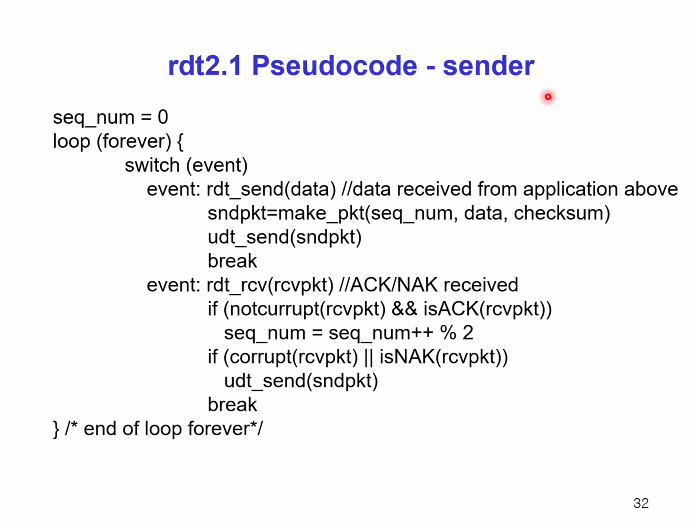 rdt2.1 Pseudocode - sender
seq_num = 0
loop (forever) {
switch (event)
event: rdt_send(data) //data received from application above
sndpkt=make_pkt(seq_num, data, checksum)
udt_send(sndpkt)
break
event: rdt_rcv(rcvpkt) //ACK/NAK received
if (notcurrupt(rcvpkt) && isACK(rcvpkt))
seq_num = seq_num++ % 2
if (corrupt(rcvpkt) || isNAK(rcvpkt))
udt_send(sndpkt)
break
} /* end of loop forever*/
32